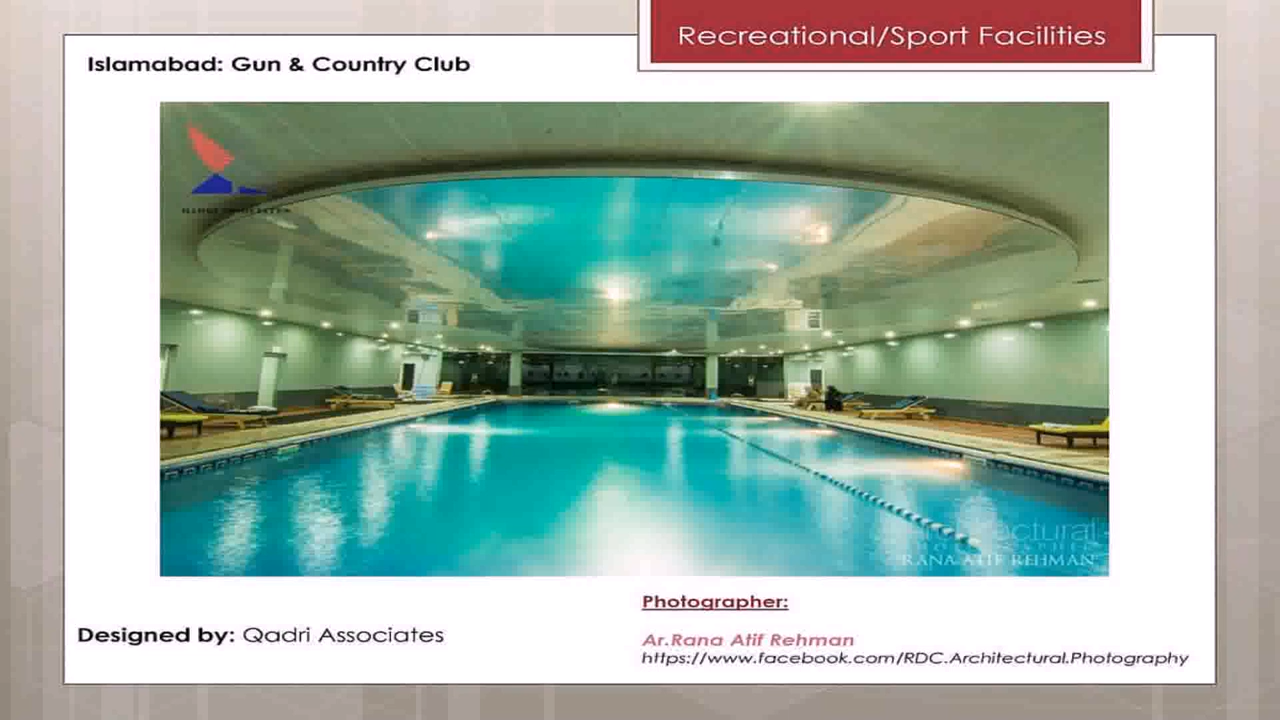 Recreational/Sport Facilities
Islamabad: Gun & Country Club
RANA ATIF REHMAN
Photographer:
Designed by: Qadri Associates
Ar.Rana Atif Rehman
https://www.facebook.com/RDC.Architectural.Photography